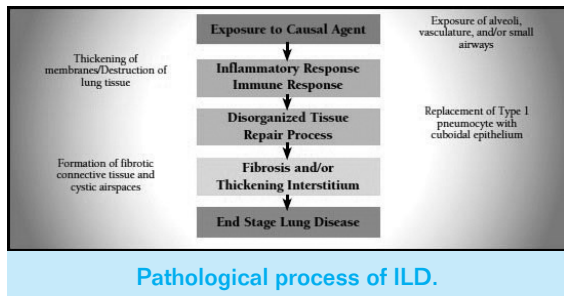 Exposure to Causal Agent
Exposure of alveoli,
vasculature, and/or small
airways
Thickening of
membranes/Destruction of
lung tissue
Inflammatory Response
Immune Response
Disorganized Tissue
Repair Process
Replacement of Type 1
pneumocyte with
cuboidal epithelium
Formation of fibrotic
connective tissue and
cystic airspaces
Fibrosis and/or
Thickening Interstitium
End Stage Lung Disease
Pathological process of ILD.